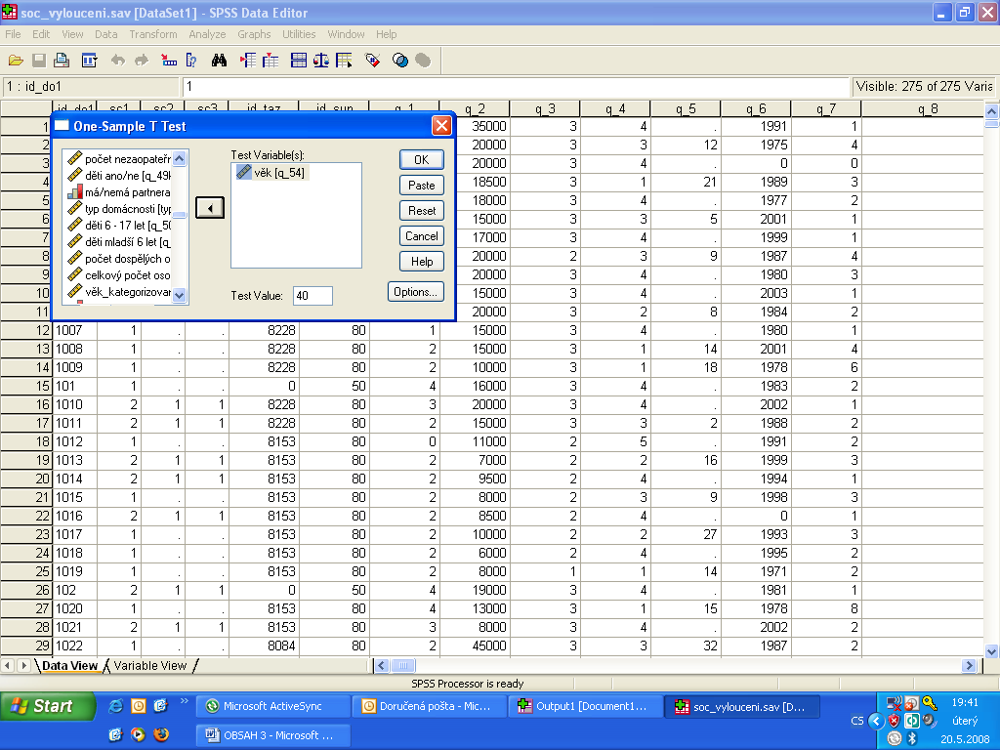 soc_vylouceni.sav [DataSet1] - SPSS Data Editor
File Edit View Data Transform Analyze Graphs Utilities Window Help
1 : id_do1 1 Visible: 275 of 275 Varia
id_do1 sc1 sc2 sc3 id_taz id_sup q_1 q_2 q_3 q_4 q_5 q_6 q_7 q_8
One-Sample T Test
počet nezaopateřn
děti ano/ne [q_49k
má/nemá partnera
typ domácnosti [typ
děti 6 - 17 let [q_50
děti mladší 6 let [q_
počet dospělých o
celkový počet oso
věk_kategorizovar
Test Variable(s):
věk [q_54]
Test Value: 40
OK
Paste
Reset
Cancel
Help
Options...
1 35000 3 4 . 1991 1
2 20000 3 3 12 1975 4
3 20000 3 4 . 0 0
4 18500 3 1 21 1989 3
5 18000 3 4 . 1977 2
6 15000 3 3 5 2001 1
7 17000 3 4 . 1999 1
8 20000 2 3 9 1987 4
9 20000 3 4 . 1980 3
10 15000 3 4 . 2003 1
11 20000 3 2 8 1984 2
12 1007 1 . . 8228 80 1 15000 3 4 . 1980 1
13 1008 1 . . 8228 80 2 15000 3 1 14 2001 4
14 1009 1 . . 8228 80 2 10000 3 1 18 1978 6
15 101 1 . . 0 50 4 16000 3 4 . 1983 2
16 1010 2 1 1 8228 80 3 20000 3 4 . 2002 1
17 1011 2 1 1 8228 80 2 15000 3 3 2 1988 2
18 1012 1 . . 8153 80 0 11000 2 5 . 1991 2
19 1013 2 1 1 8153 80 2 7000 2 2 16 1999 3
20 1014 2 1 1 8153 80 2 9500 2 4 . 1994 1
21 1015 1 . . 8153 80 2 8000 2 3 9 1998 3
22 1016 2 1 1 8153 80 2 8500 2 4 . 0 1
23 1017 1 . . 8153 80 2 10000 2 2 27 1993 3
24 1018 1 . . 8153 80 2 6000 2 4 . 1995 2
25 1019 1 . . 8153 80 2 8000 1 1 14 1971 2
26 102 2 1 1 0 50 4 19000 3 4 . 1981 1
27 1020 1 . . 8153 80 4 13000 3 1 15 1978 8
28 1021 2 1 1 8153 80 3 8000 3 4 . 2002 2
29 1022 1 . . 8084 80 2 45000 3 3 32 1987 2
Data View Variable View
SPSS Processor is ready
Start Microsoft ActiveSync Doručená pošta - Mic... Output1 [Document1... soc_vylouceni.sav [D...
OBSAH 3 - Microsoft ...
CS
19:41
úterý
20.5.2008